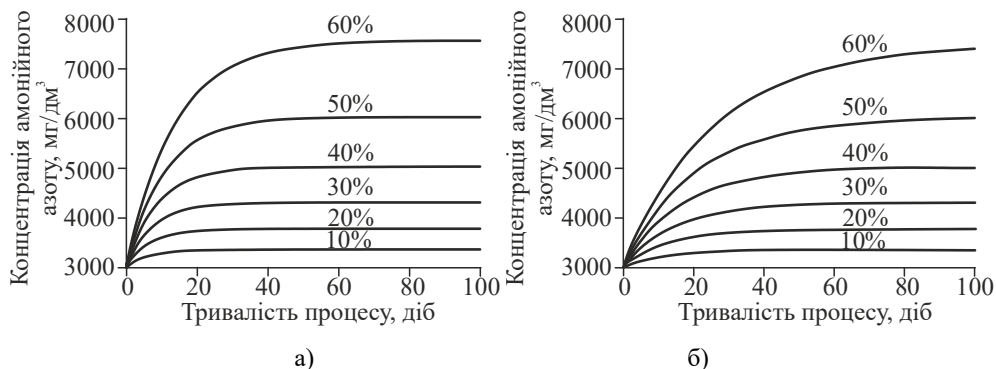 Концентрація амонійного
азоту, мг/дм³
8000
7000
6000
5000
4000
3000
60%
50%
40%
30%
20%
10%
0 20 40 60 80 100
Тривалість процесу, діб
а)
Концентрація амонійного
азоту, мг/дм³
8000
7000
6000
5000
4000
3000
60%
50%
40%
30%
20%
10%
0 20 40 60 80 100
Тривалість процесу, діб
б)